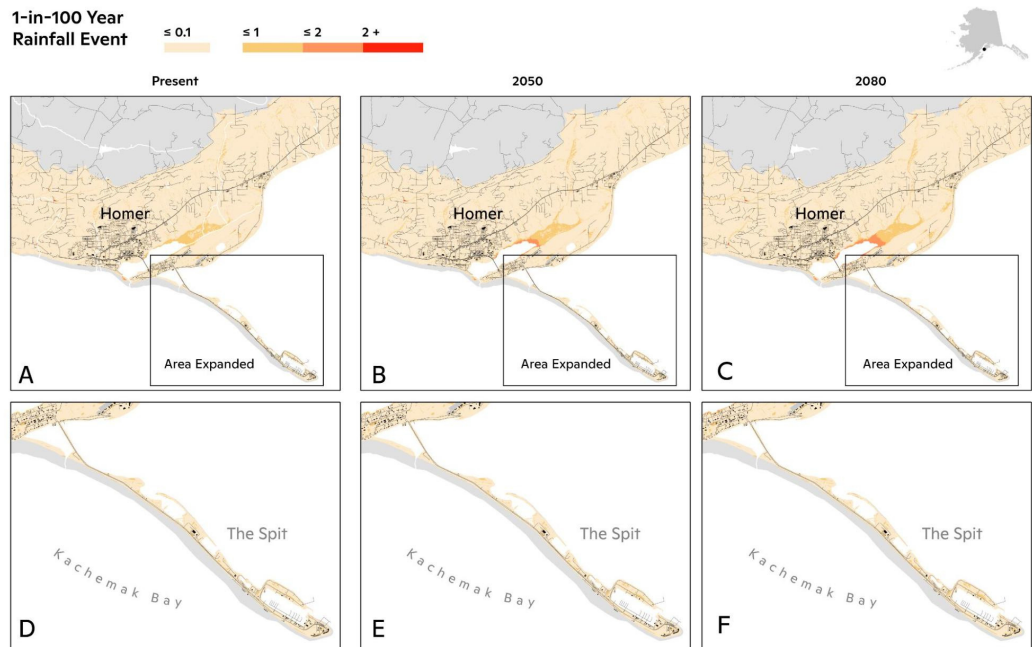 1-in-100 Year
Rainfall Event
≤ 0.1 ≤ 1 ≤ 2 2 +
Present 2050 2080
Homer Homer Homer
Area Expanded Area Expanded Area Expanded
A B C
The Spit The Spit The Spit
Kachemak Bay Kachemak Bay Kachemak Bay
D E F